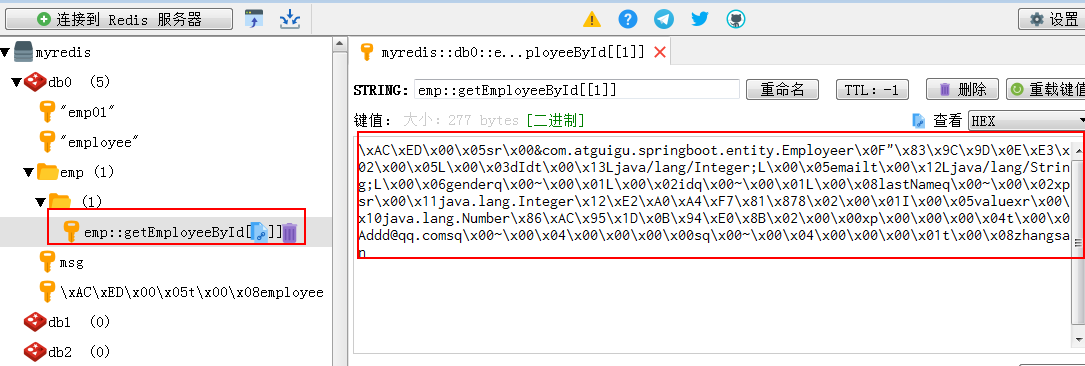 连接到 Redis 服务器
设置
myredis
db0 (5)
"emp01"
"employee"
emp (1)
(1)
emp::getEmployeeById[ ]]
msg
\xAC\xED\x00\x05t\x00\x08employee
db1 (0)
db2 (0)
myredis::db0::e...ployeeById[[1]]
STRING: emp::getEmployeeById[[1]] 重命名 TTL: -1 删除 重载键值
键值: 大小: 277 bytes [二进制] 查看 HEX
\xAC\xED\x00\x05sr\x00&com.atguigu.springboot.entity.Employeer\x0F"\x83\x9C\x9D\x0E\xE3\x
02\x00\x05L\x00\x03dIdt\x00\x13Ljava/lang/Integer;L\x00\x05emailt\x00\x12Ljava/lang/Strin
g;L\x00\x06genderq\x00~\x00\x01L\x00\x02idq\x00~\x00\x01L\x00\x08lastNameq\x00~\x00\x02xp
sr\x00\x11java.lang.Integer\x12\xE2\xA0\xA4\xF7\x81\x878\x02\x00\x01I\x00\x05valuexr\x00\
x10java.lang.Number\x86\xAC\x95\x1D\x0B\x94\xE0\x8B\x02\x00\x00xp\x00\x00\x00\x04t\x00\x0
Addd@qq.comsq\x00~\x00\x04\x00\x00\x00\x00sq\x00~\x00\x04\x00\x00\x00\x01t\x00\x08zhangsa
n